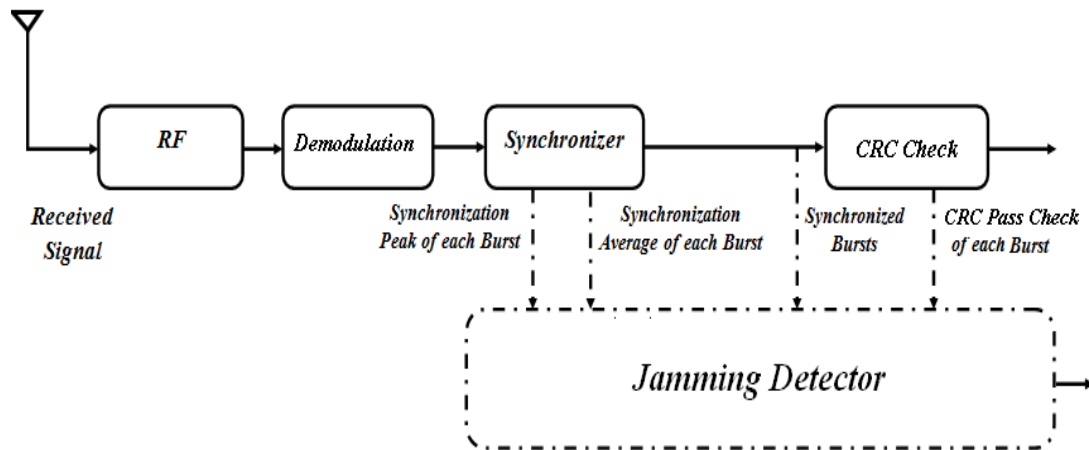 RF
Demodulation
Synchronizer
CRC Check
Received
Signal
Synchronization
Peak of each Burst
Synchronization
Average of each Burst
Synchronized
Bursts
CRC Pass Check
of each Burst
Jamming Detector